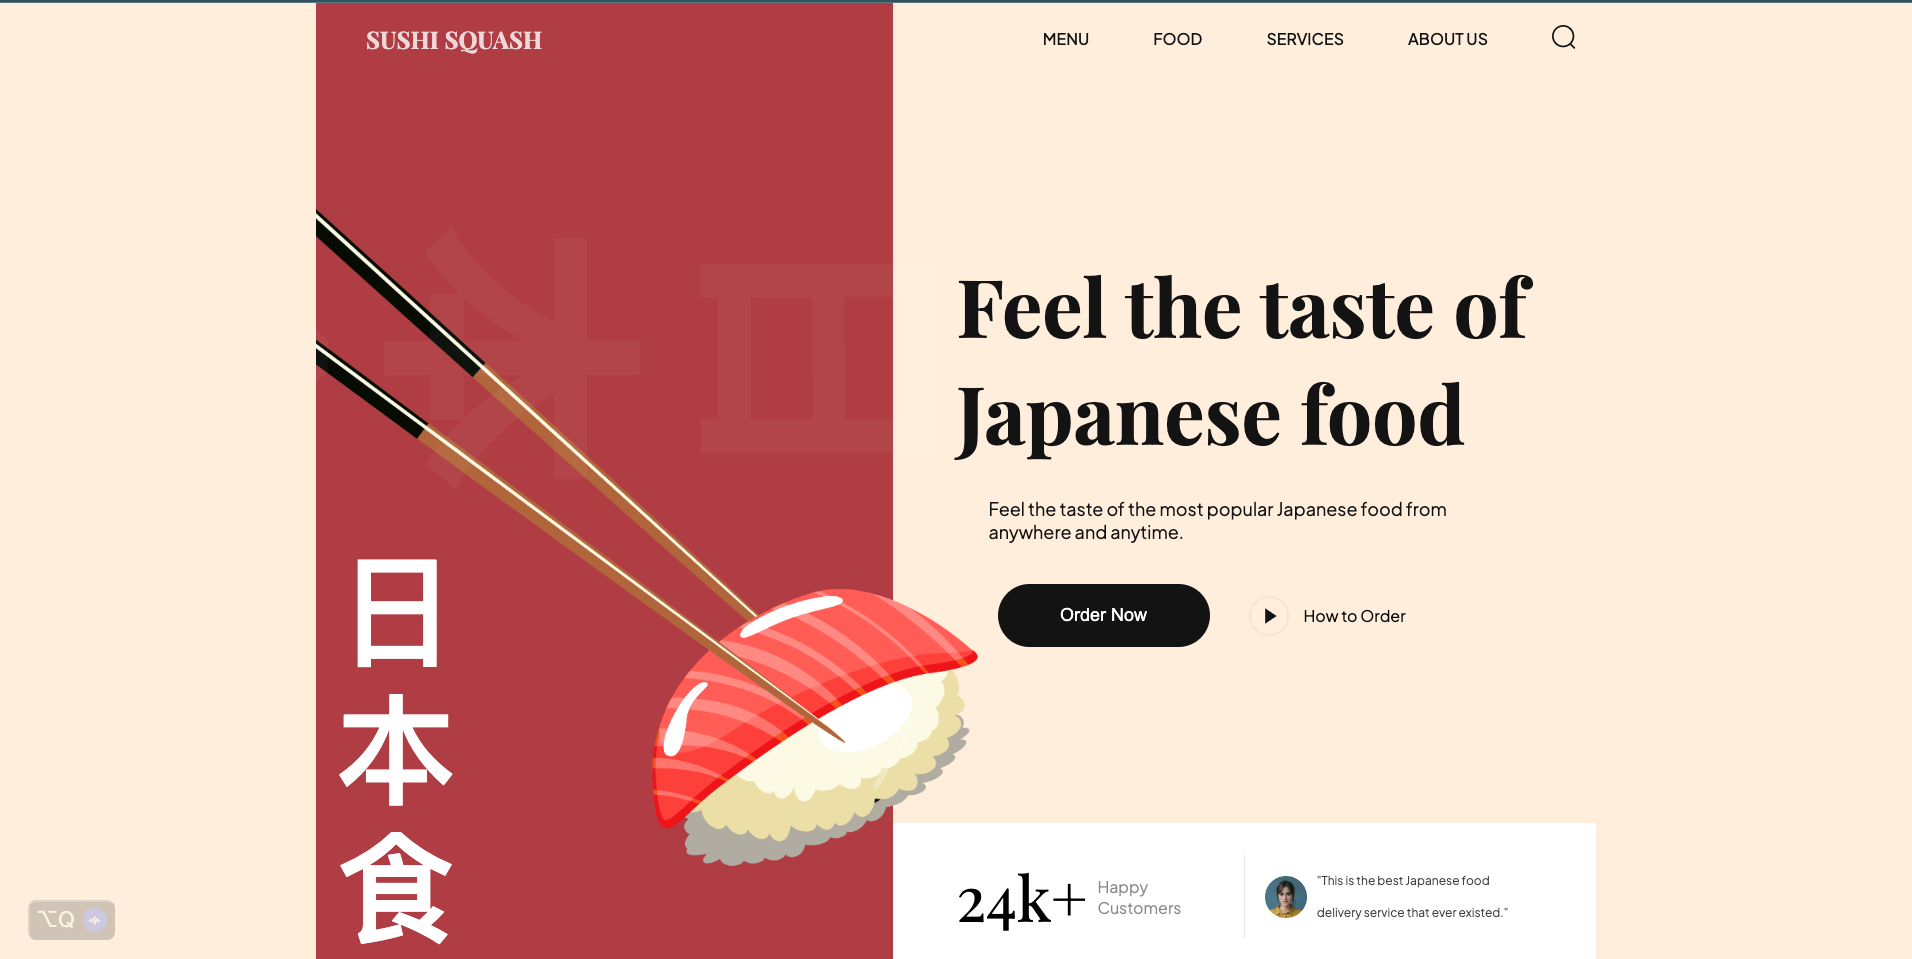 SUSHI SQUASH
MENU FOOD SERVICES ABOUT US
日本
Feel the taste of
Japanese food
Feel the taste of the most popular Japanese food from
anywhere and anytime.
Order Now
How to Order
日
本
食
24k+
Happy
Customers
"This is the best Japanese food
delivery service that ever existed."
⌥Q